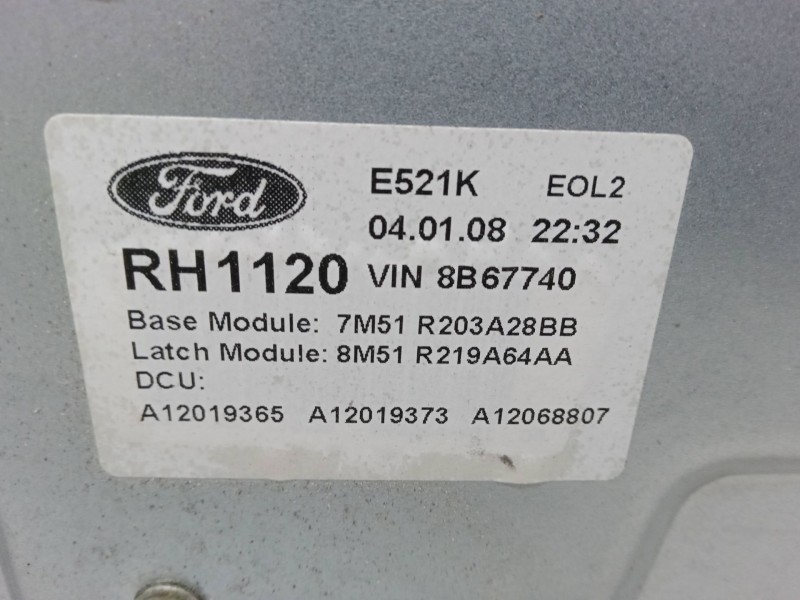 Ford E521K EOL2
04.01.08 22:32
RH1120 VIN 8B67740
Base Module: 7M51 R203A28BB
Latch Module: 8M51 R219A64AA
DCU:
A12019365 A12019373 A12068807